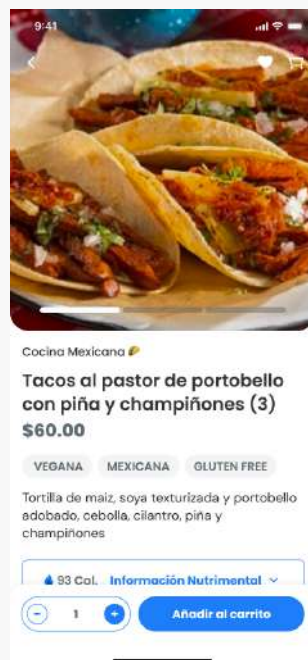 9:41
Cocina Mexicana
Tacos al pastor de portobello
con piña y champiñones (3)
$60.00
VEGANA MEXICANA GLUTEN FREE
Tortilla de maiz, soya texturizada y portobello
adobado, cebolla, cilantro, piña y
champiñones
93 Cal. Información Nutrimental
1 Añadir al carrito